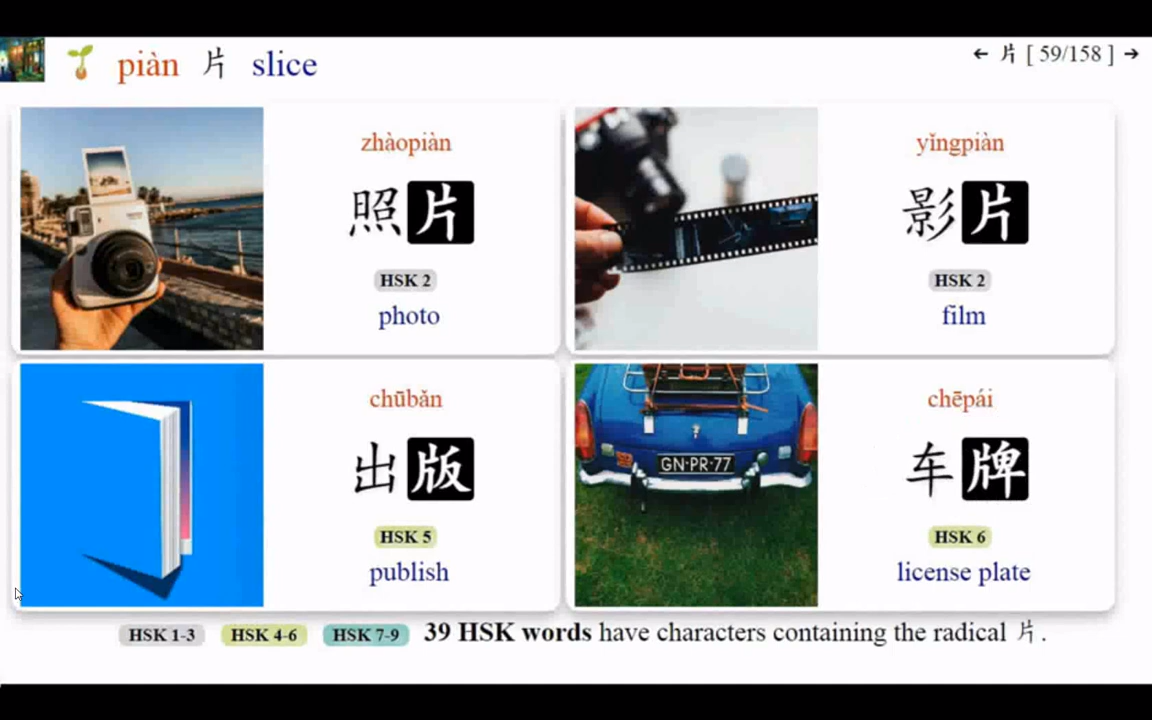 piàn 片 slice
← 片 [ 59/158 ] →
zhàopiàn
照片
HSK 2
photo
yǐngpiàn
影片
HSK 2
film
chūbǎn
出版
HSK 5
publish
chēpái
车牌
HSK 6
license plate
GN-PR-77
HSK 1-3 HSK 4-6 HSK 7-9 39 HSK words have characters containing the radical 片.